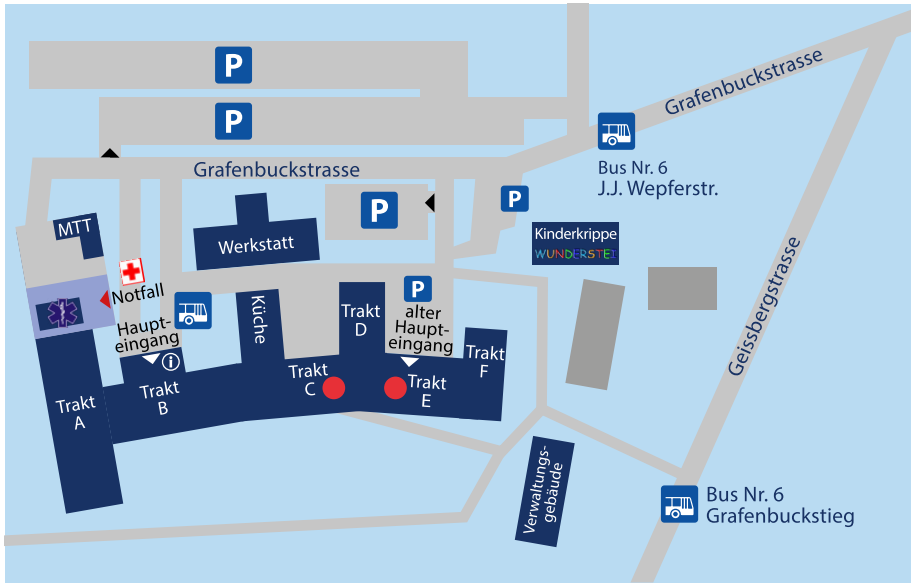 P
P
Grafenbuckstrasse
Grafenbuckstrasse
Bus Nr. 6
J.J. Wepferstr.
P
P
MTT
Werkstatt
Kinderkrippe
Notfall
P
Haupt-
eingang
i
Küche
Trakt
D
alter
Haupt-
eingang
Trakt
F
Trakt
A
Trakt
B
Trakt
C
Trakt
E
Geissbergstrasse
Verwaltungs-
gebäude
Bus Nr. 6
Grafenbuckstieg